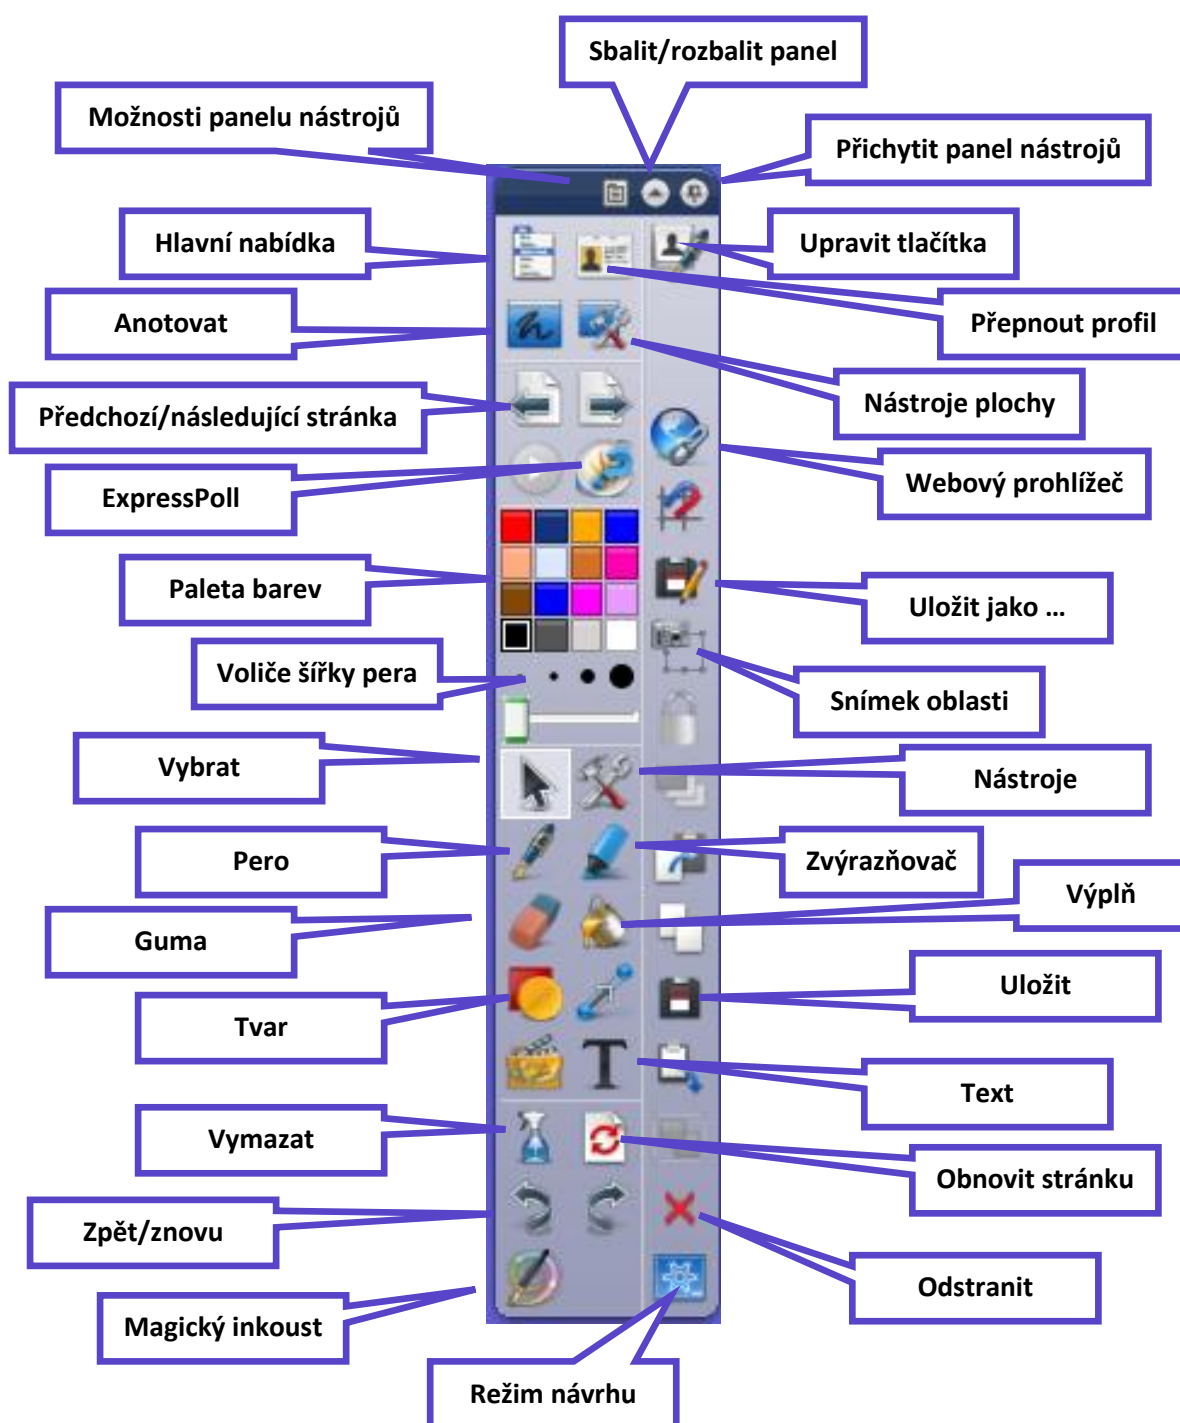 Sbalit/rozbalit panel
Možnosti panelu nástrojů
Přichytit panel nástrojů
Hlavní nabídka
Upravit tlačítka
Anotovat
Přepnout profil
Předchozí/následující stránka
Nástroje plochy
ExpressPoll
Webový prohlížeč
Paleta barev
Uložit jako ...
Voliče šířky pera
Snímek oblasti
Vybrat
Nástroje
Pero
Zvýrazňovač
Výplň
Guma
Uložit
Tvar
Text
Vymazat
Obnovit stránku
Zpět/znovu
Odstranit
Magický inkoust
Režim návrhu